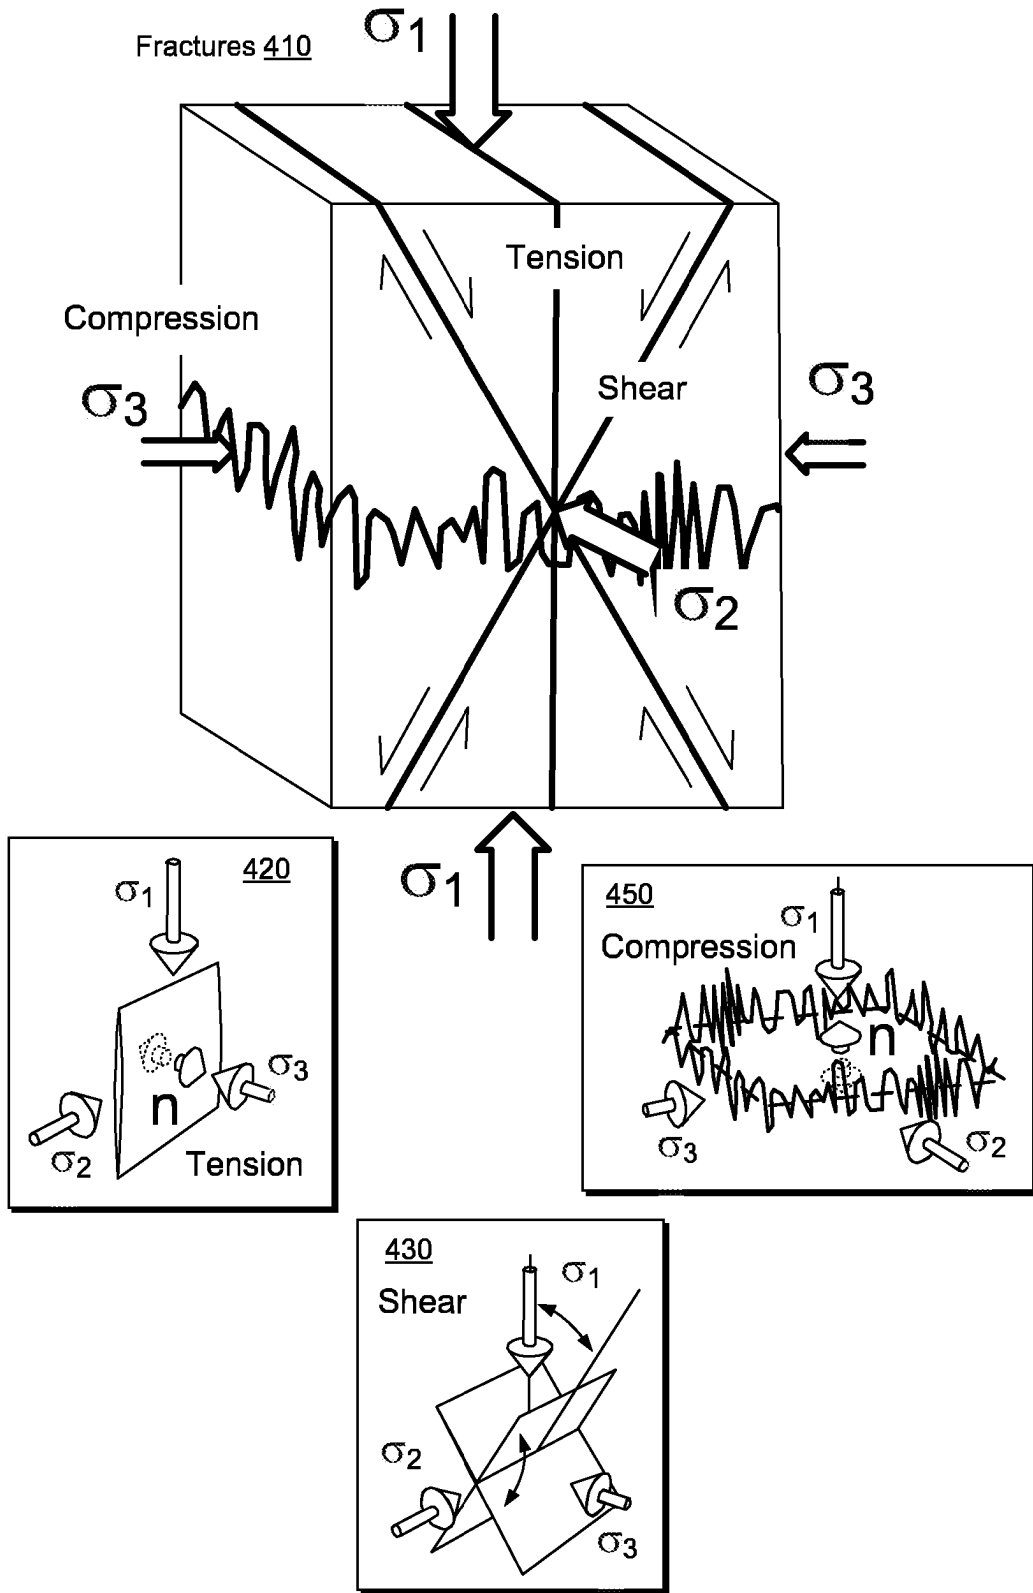 Fractures 410
σ1
Tension
Compression
σ3
Shear
σ3
σ2
σ1
420
σ1
σ3
n
σ2
Tension
450
σ1
Compression
n
σ3
σ2
430
σ1
Shear
σ2
σ3